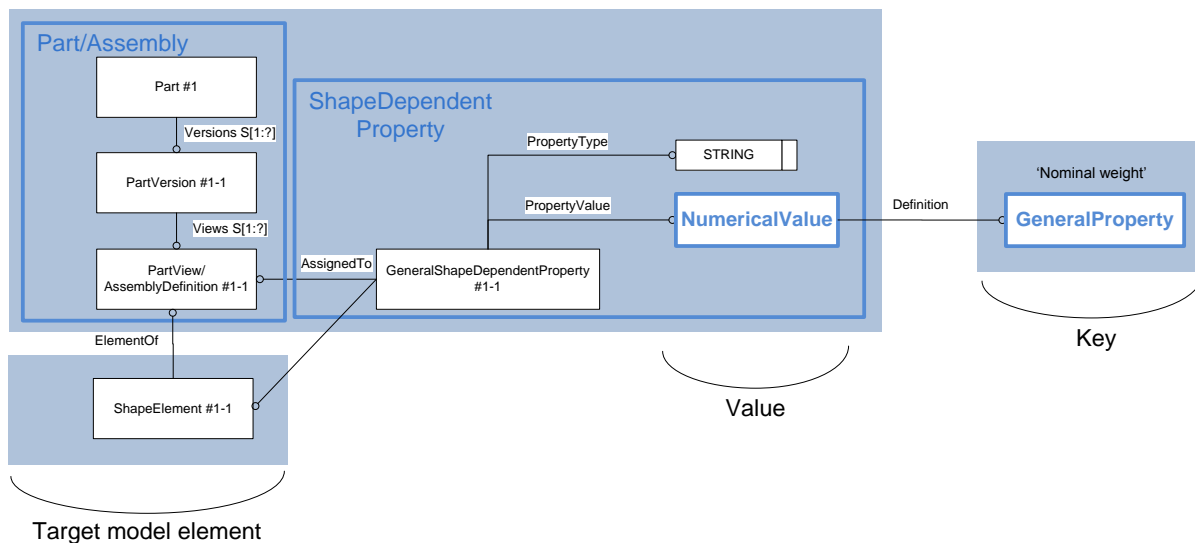 Part/Assembly
Part #1
Versions S[1:?]
PartVersion #1-1
Views S[1:?]
PartView/
AssemblyDefinition #1-1
ElementOf
ShapeElement #1-1
Target model element
ShapeDependent
Property
PropertyType
STRING
PropertyValue
NumericalValue
AssignedTo
GeneralShapeDependentProperty
#1-1
Value
Definition
'Nominal weight'
GeneralProperty
Key